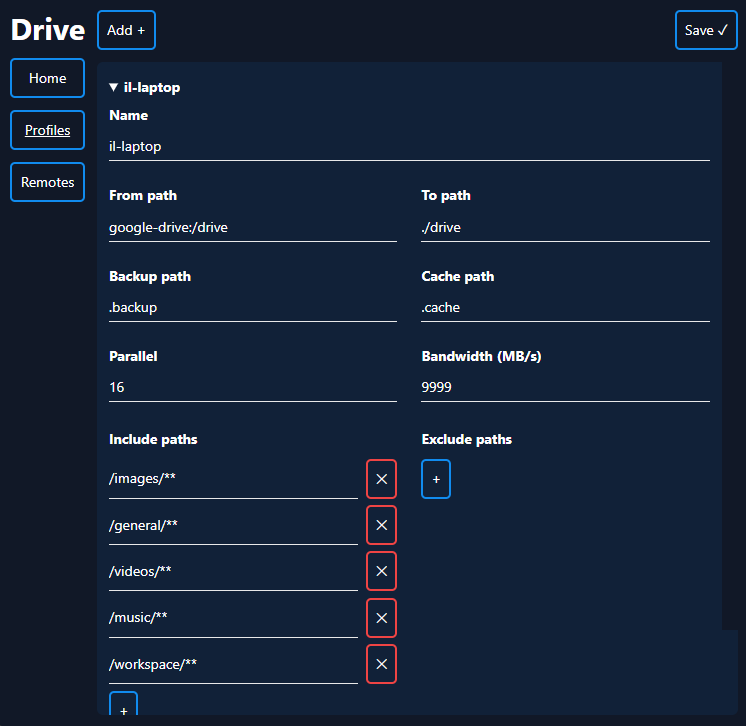 Drive Add + Save ✓
Home
Profiles
Remotes
▼ il-laptop
Name
il-laptop
From path To path
google-drive:/drive ./drive
Backup path Cache path
.backup .cache
Parallel Bandwidth (MB/s)
16 9999
Include paths Exclude paths
/images/** ✕ +
/general/** ✕
/videos/** ✕
/music/** ✕
/workspace/** ✕
+